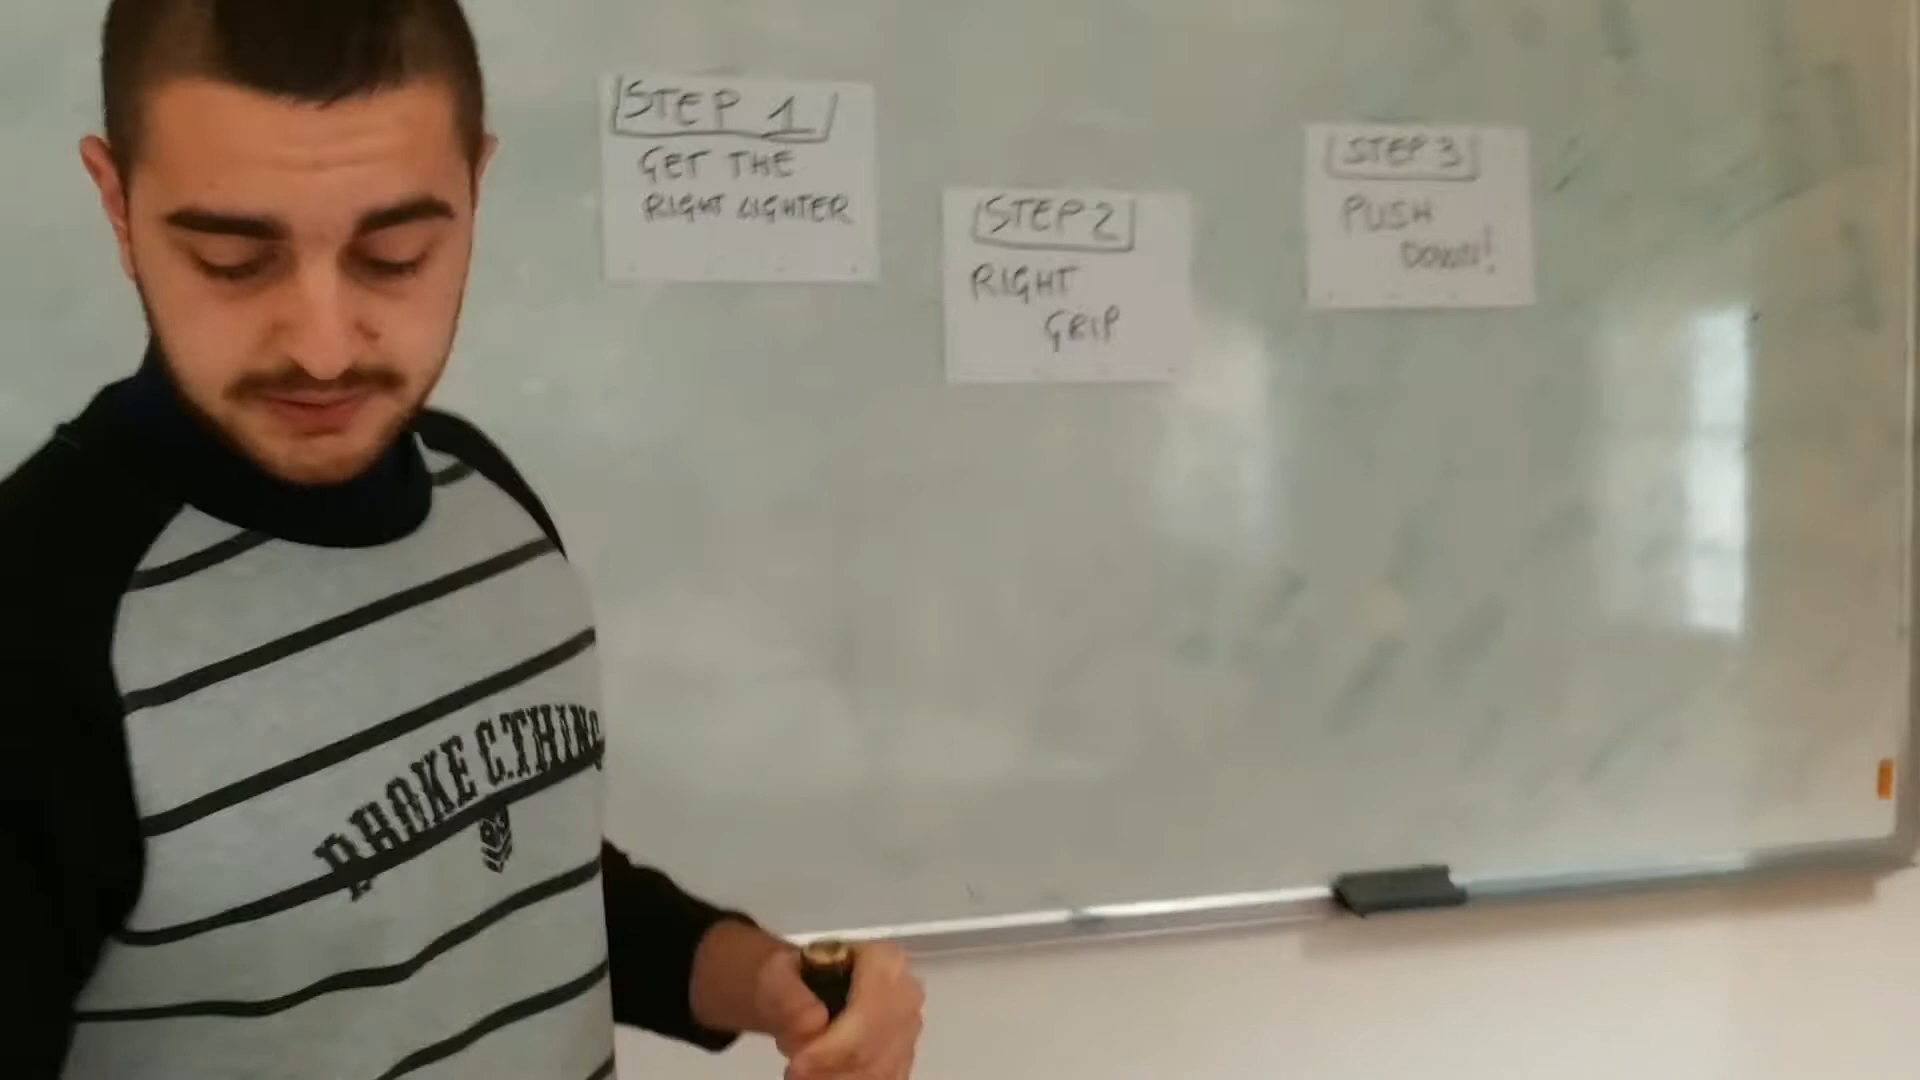 STEP 1
GET THE
RIGHT LIGHTER
STEP 2
RIGHT
GRIP
STEP 3
PUSH
DOWN!
BROKE C.THING